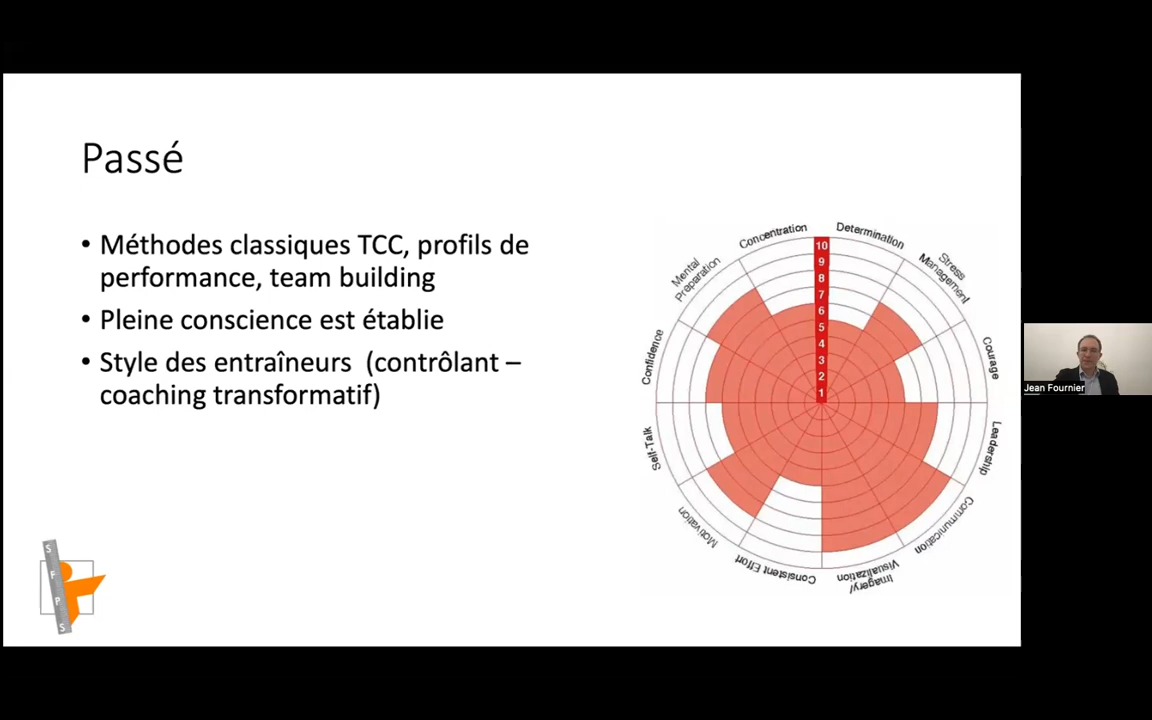 Passé
• Méthodes classiques TCC, profils de
performance, team building
• Pleine conscience est établie
• Style des entraîneurs (contrôlant –
coaching transformatif)
Concentration
Determination
Mental
Preparation
Stress
Management
Confidence
Courage
Self-Talk
Leadership
Motivation
Communication
Consistent Effort
Imagery/
Visualization
10
9
8
7
6
5
4
3
2
1
S
F
P
S
Jean Fournier